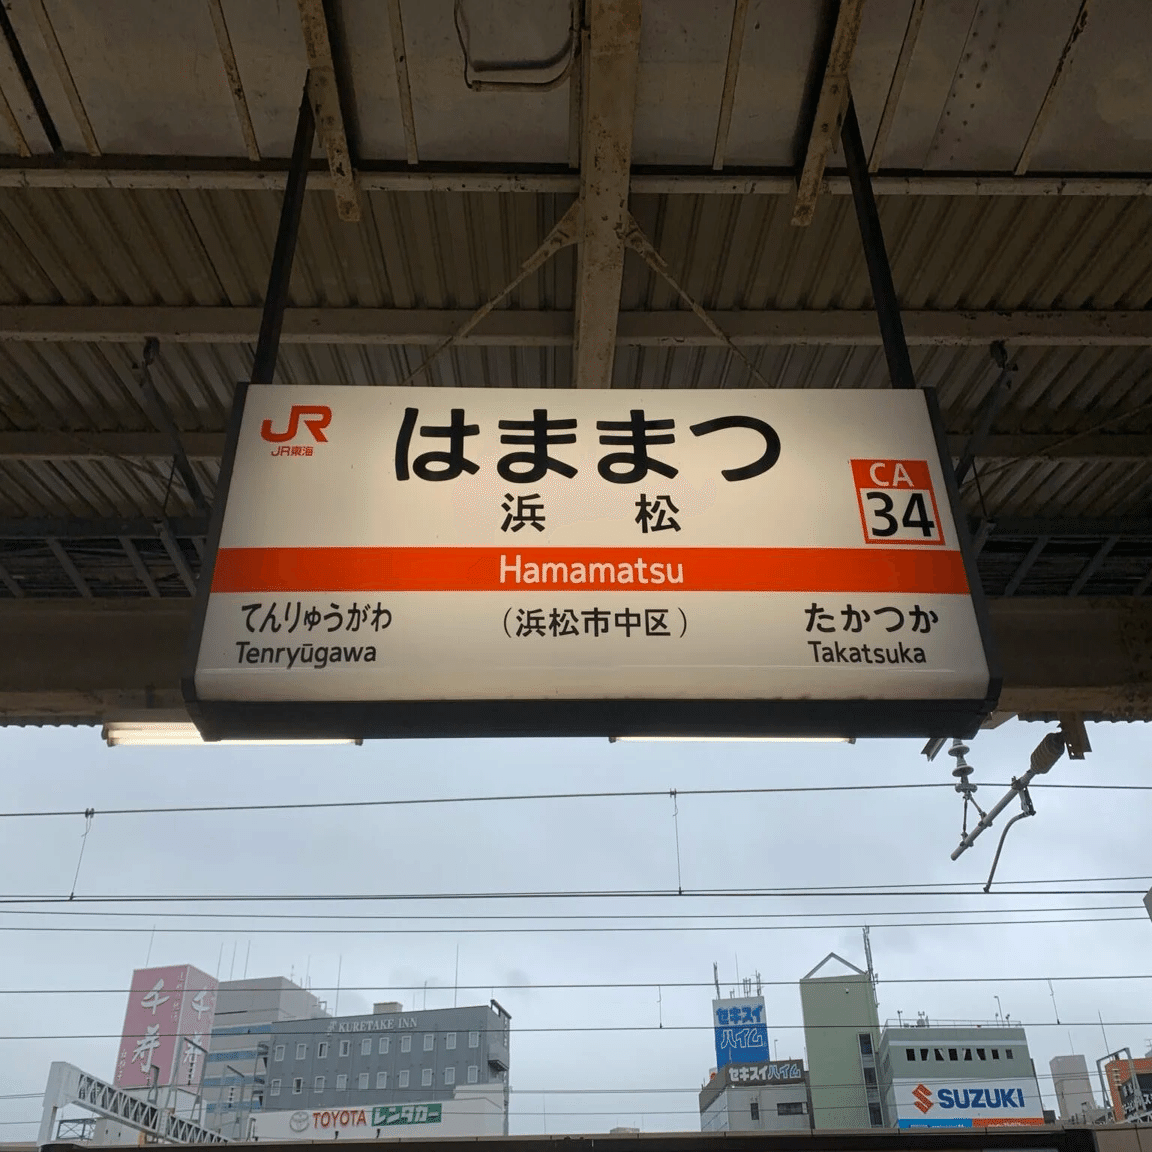 JR
JR東海
はままつ
浜松
CA
34
Hamamatsu
てんりゅうがわ
Tenryūgawa
(浜松市中区)
たかつか
Takatsuka
千寿
千寿
KURETAKE INN
TOYOTA レンタカー
セキスイ
ハイム
セキスイハイム
SUZUKI